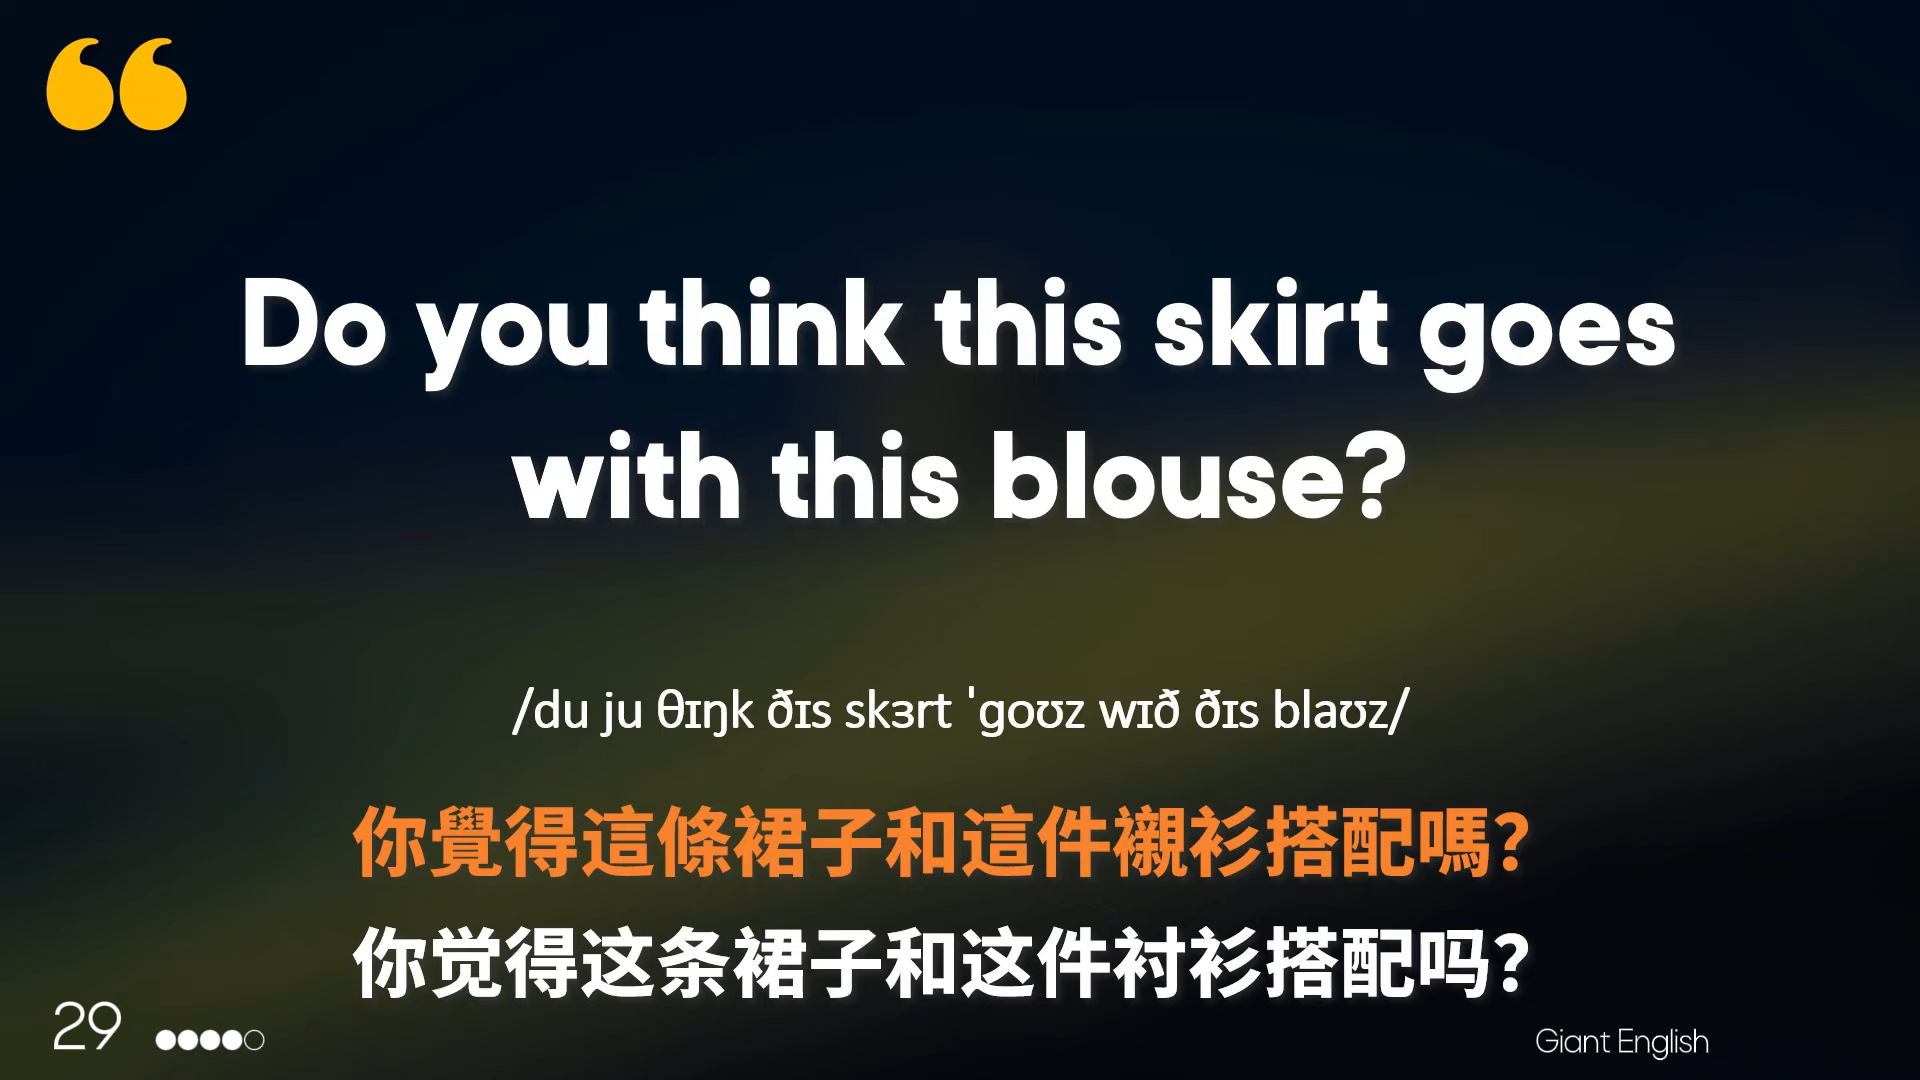 Do you think this skirt goes
with this blouse?
/du ju θɪŋk ðɪs skɜrt ˈgoʊz wɪð ðɪs blaʊz/
你覺得這條裙子和這件襯衫搭配嗎?
你觉得这条裙子和这件衬衫搭配吗?
29
Giant English